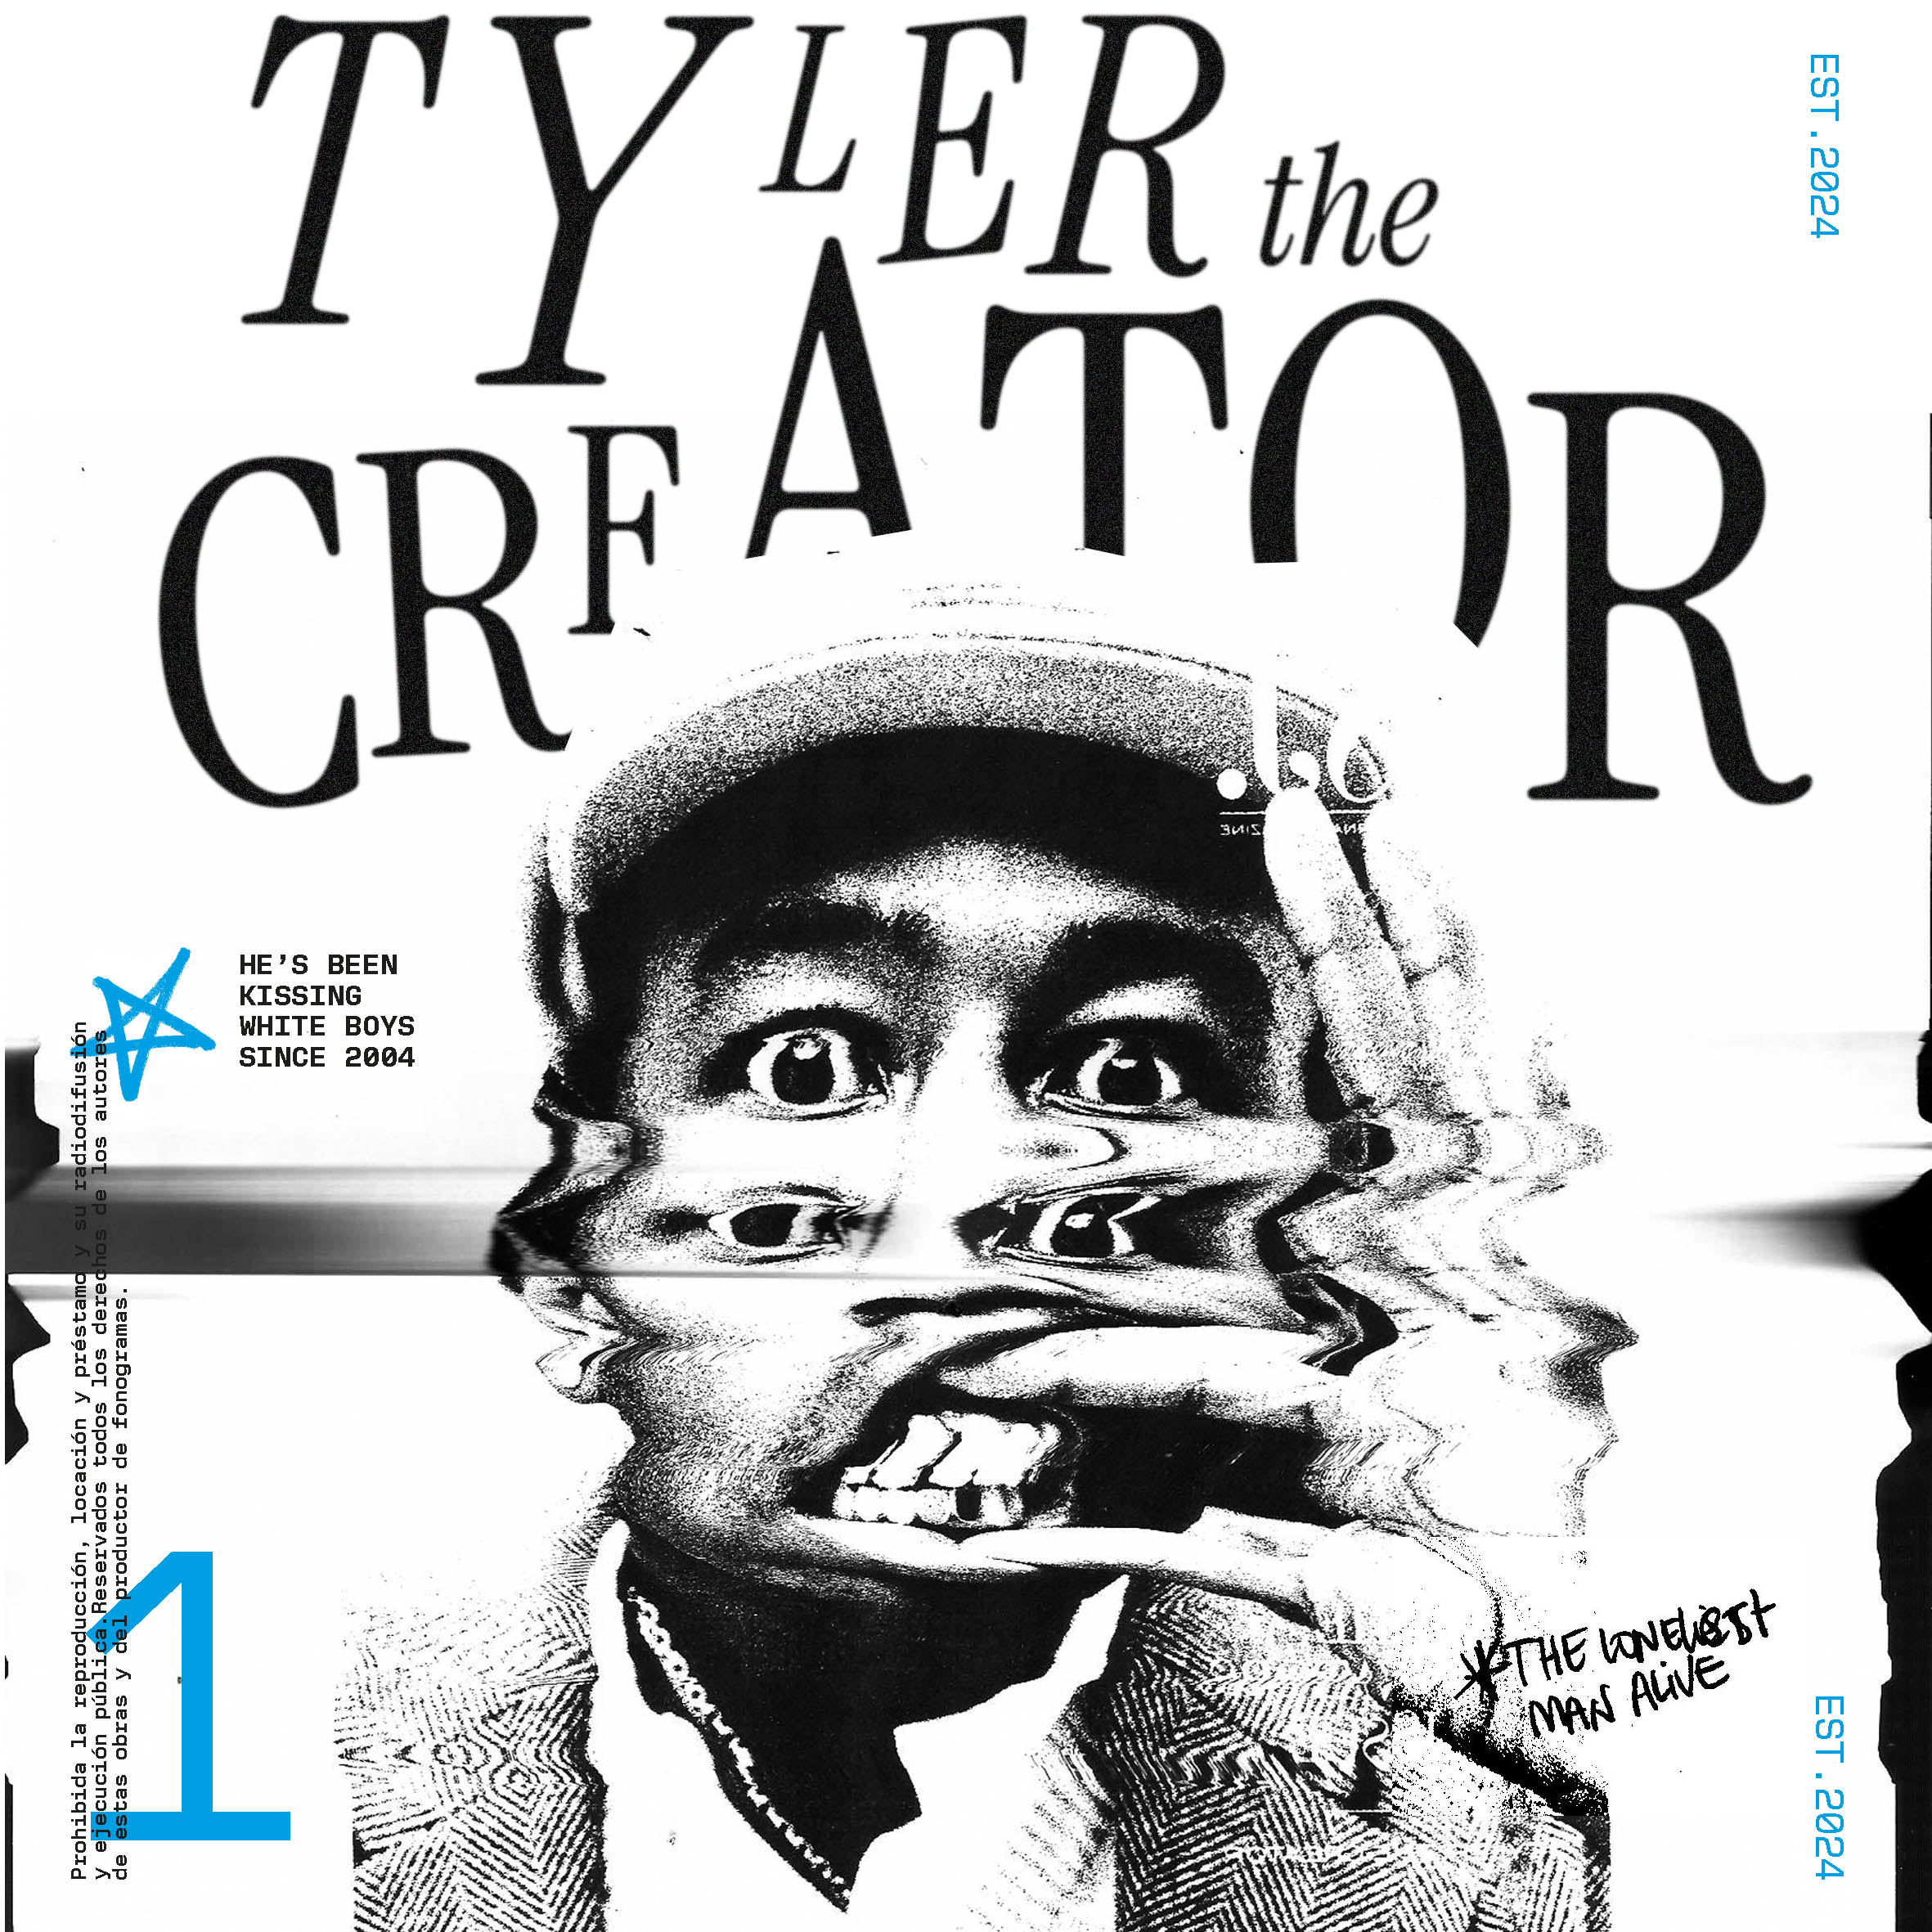 TYLER the
CREATOR
EST.2024
HE'S BEEN
KISSING
WHITE BOYS
SINCE 2004
Prohibida la reproducción, locación y préstamo y su radiodifusión
y ejecución pública.Reservados todos los derechos de los autores
de estas obras y del productor de fonogramas.
1
*THE LONELIEST
MAN ALIVE
EST.2024